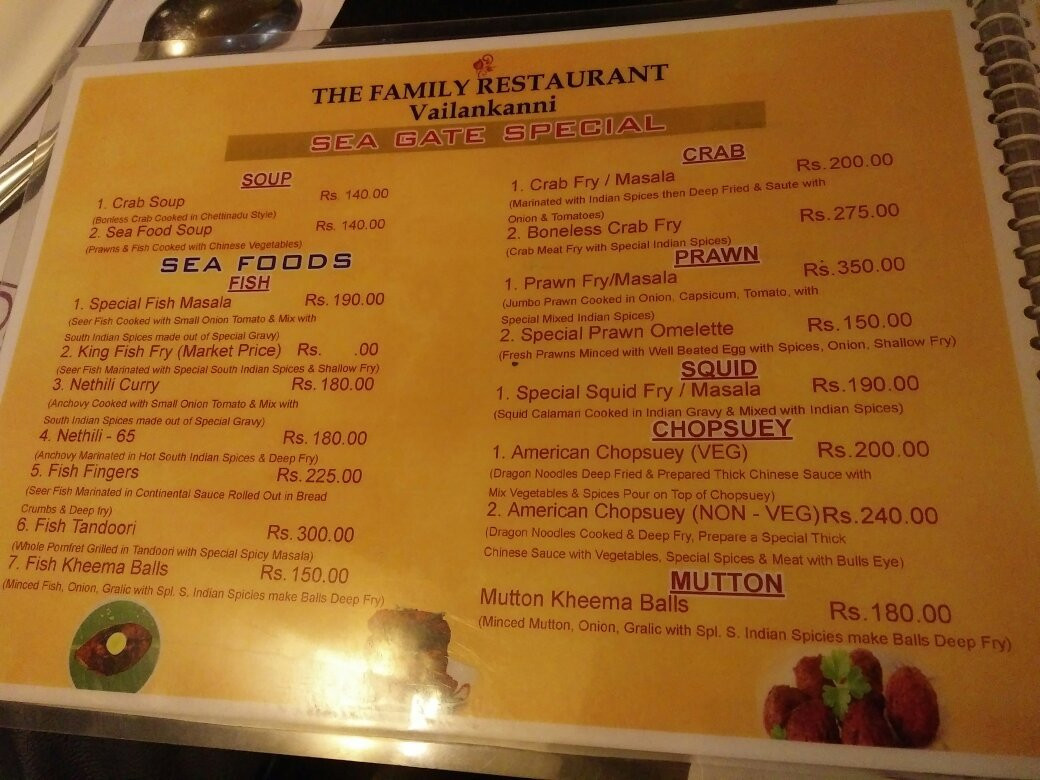 THE FAMILY RESTAURANT
Vailankanni
SEA GATE SPECIAL
SOUP
1. Crab Soup Rs. 140.00
(Bonless Crab Cooked in Chettinadu Style)
2. Sea Food Soup Rs. 140.00
(Prawns & Fish Cooked with Chinese Vegetables)
SEA FOODS
FISH
1. Special Fish Masala Rs. 190.00
(Seer Fish Cooked with Small Onion Tomato & Mix with
South Indian Spices made out of Special Gravy)
2. King Fish Fry (Market Price) Rs. .00
(Seer Fish Marinated with Special South Indian Spices & Shallow Fry)
3. Nethili Curry Rs. 180.00
(Anchovy Cooked with Small Onion Tomato & Mix with
South Indian Spices made out of Special Gravy)
4. Nethili - 65 Rs. 180.00
(Anchovy Marinated in Hot South Indian Spices & Deep Fry)
5. Fish Fingers Rs. 225.00
(Seer Fish Marinated in Continental Sauce Rolled Out in Bread
Crumbs & Deep fry)
6. Fish Tandoori Rs. 300.00
(Whole Pomfret Grilled in Tandoori with Special Spicy Masala)
7. Fish Kheema Balls Rs. 150.00
(Minced Fish, Onion, Gralic with Spl. S. Indian Spicies make Balls Deep Fry)
CRAB
1. Crab Fry / Masala Rs. 200.00
(Marinated with Indian Spices then Deep Fried & Saute with
Onion & Tomatoes)
2. Boneless Crab Fry Rs. 275.00
(Crab Meat Fry with Special Indian Spices)
PRAWN
1. Prawn Fry/Masala Rs. 350.00
(Jumbo Prawn Cooked in Onion, Capsicum, Tomato, with
Special Mixed Indian Spices)
2. Special Prawn Omelette Rs. 150.00
(Fresh Prawns Minced with Well Beated Egg with Spices, Onion, Shallow Fry)
SQUID
1. Special Squid Fry / Masala Rs. 190.00
(Squid Calamari Cooked in Indian Gravy & Mixed with Indian Spices)
CHOPSUEY
1. American Chopsuey (VEG) Rs. 200.00
(Dragon Noodles Deep Fried & Prepared Thick Chinese Sauce with
Mix Vegetables & Spices Pour on Top of Chopsuey)
2. American Chopsuey (NON - VEG) Rs. 240.00
(Dragon Noodles Cooked & Deep Fry, Prepare a Special Thick
Chinese Sauce with Vegetables, Special Spices & Meat with Bulls Eye)
MUTTON
Mutton Kheema Balls Rs. 180.00
(Minced Mutton, Onion, Gralic with Spl. S. Indian Spicies make Balls Deep Fry)